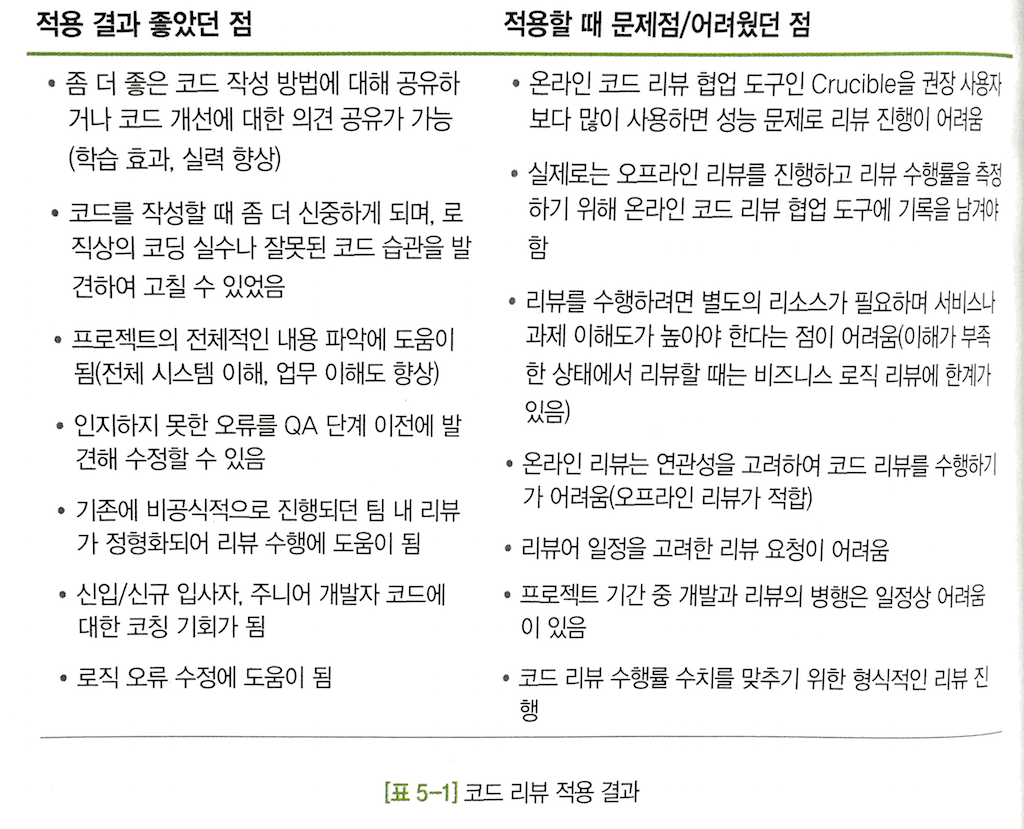 적용 결과 좋았던 점
좀 더 좋은 코드 작성 방법에 대해 공유하
거나 코드 개선에 대한 의견 공유가 가능
(학습 효과, 실력 향상)
코드를 작성할 때 좀 더 신중하게 되며, 로
직상의 코딩 실수나 잘못된 코드 습관을 발
견하여 고칠 수 있었음
프로젝트의 전체적인 내용 파악에 도움이
됨(전체 시스템 이해, 업무 이해도 향상)
인지하지 못한 오류를 QA 단계 이전에 발
견해 수정할 수 있음
기존에 비공식적으로 진행되던 팀 내 리뷰
가 정형화되어 리뷰 수행에 도움이 됨
신입/신규 입사자, 주니어 개발자 코드에
대한 코칭 기회가 됨
로직 오류 수정에 도움이 됨
적용할 때 문제점/어려웠던 점
온라인 코드 리뷰 협업 도구인 Crucible을 권장 사용자
보다 많이 사용하면 성능 문제로 리뷰 진행이 어려움
실제로는 오프라인 리뷰를 진행하고 리뷰 수행률을 측정
하기 위해 온라인 코드 리뷰 협업 도구에 기록을 남겨야
함
리뷰를 수행하려면 별도의 리소스가 필요하며 서비스나
과제 이해도가 높아야 한다는 점이 어려움(이해가 부족
한 상태에서 리뷰할 때는 비즈니스 로직 리뷰에 한계가
있음)
온라인 리뷰는 연관성을 고려하여 코드 리뷰를 수행하기
가 어려움(오프라인 리뷰가 적합)
리뷰어 일정을 고려한 리뷰 요청이 어려움
프로젝트 기간 중 개발과 리뷰의 병행은 일정상 어려움
이 있음
코드 리뷰 수행률 수치를 맞추기 위한 형식적인 리뷰 진
행
[표 5-1] 코드 리뷰 적용 결과